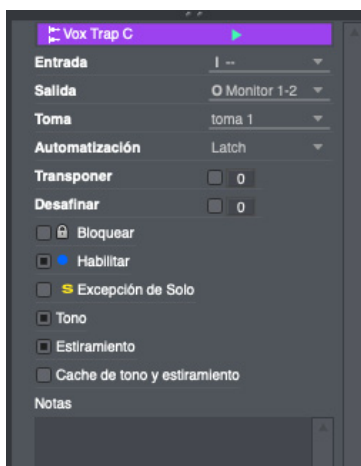 Vox Trap C
Entrada I --
Salida O Monitor 1-2
Toma toma 1
Automatización Latch
Transponer 0
Desafinar 0
Bloquear
Habilitar
S Excepción de Solo
Tono
Estiramiento
Cache de tono y estiramiento
Notas